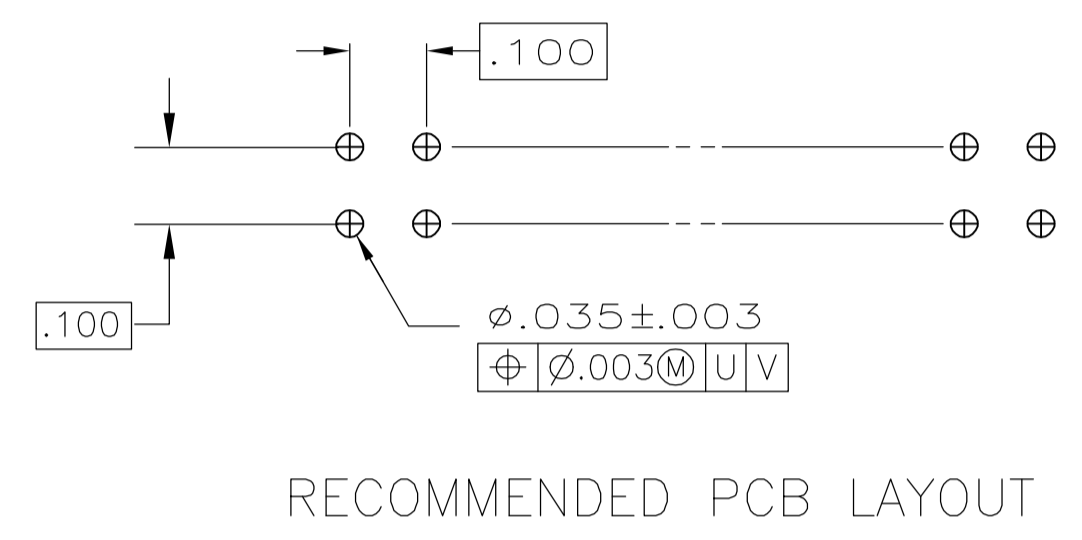 .100
.100
⌀.035±.003
⌖ ⌀.003Ⓜ U V
RECOMMENDED PCB LAYOUT